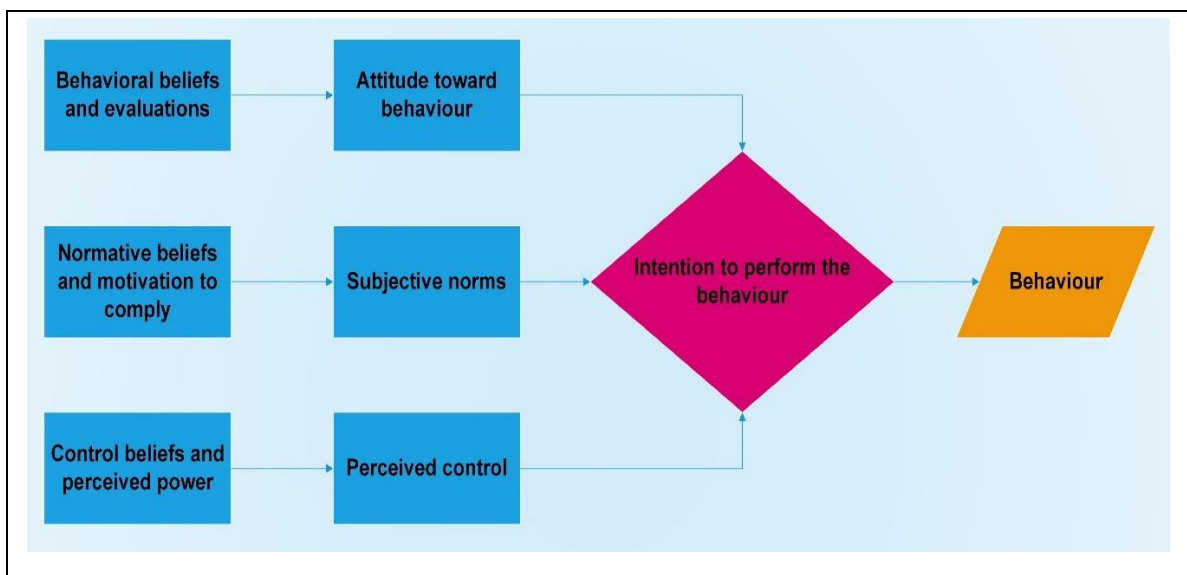 Behavioral beliefs
and evaluations
Attitude toward
behaviour
Normative beliefs
and motivation to
comply
Subjective norms
Intention to perform the
behaviour
Behaviour
Control beliefs and
perceived power
Perceived control